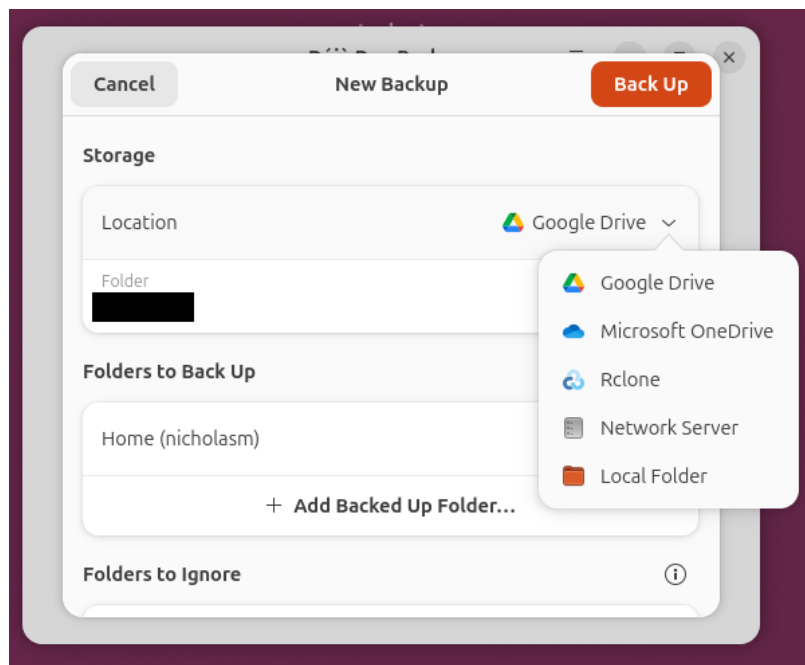 Cancel
New Backup
Back Up
Storage
Location
Google Drive
Folder
Google Drive
Microsoft OneDrive
Rclone
Network Server
Local Folder
Folders to Back Up
Home (nicholasm)
+ Add Backed Up Folder...
Folders to Ignore